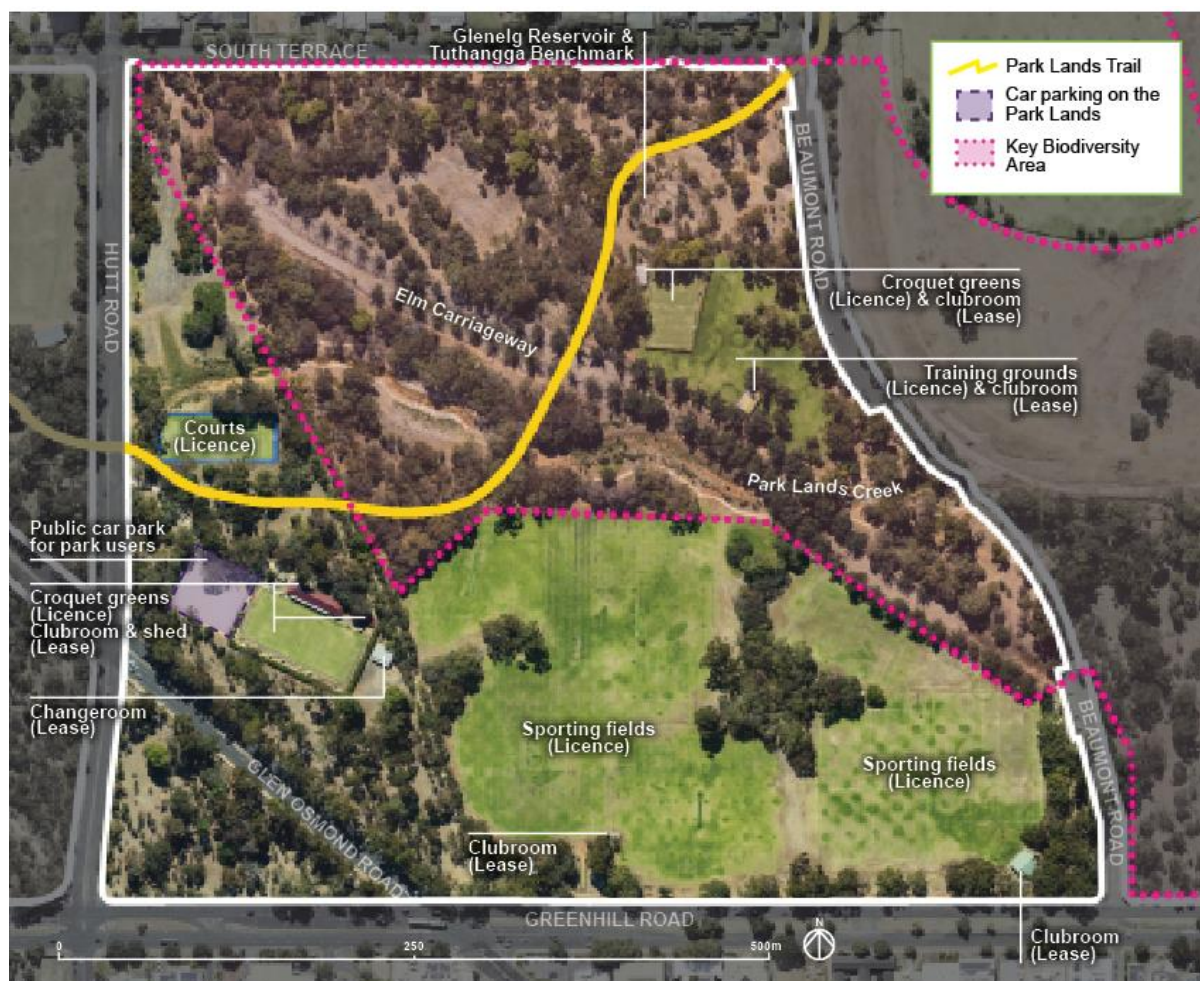 Glenelg Reservoir &
Tuthangga Benchmark
SOUTH TERRACE
Park Lands Trail
Car parking on the
Park Lands
Key Biodiversity
Area
BEAUMONT ROAD
HUTT ROAD
Croquet greens
(Licence) & clubroom
(Lease)
Elm Carriageway
Training grounds
(Licence) & clubroom
(Lease)
Courts
(Licence)
Park Lands Creek
Public car park
for park users
Croquet greens
(Licence)
Clubroom & shed
(Lease)
Changeroom
(Lease)
Sporting fields
(Licence)
Sporting fields
(Licence)
BEAUMONT ROAD
GLEN OSMOND ROAD
Clubroom
(Lease)
GREENHILL ROAD
0
250
500m
N
Clubroom
(Lease)